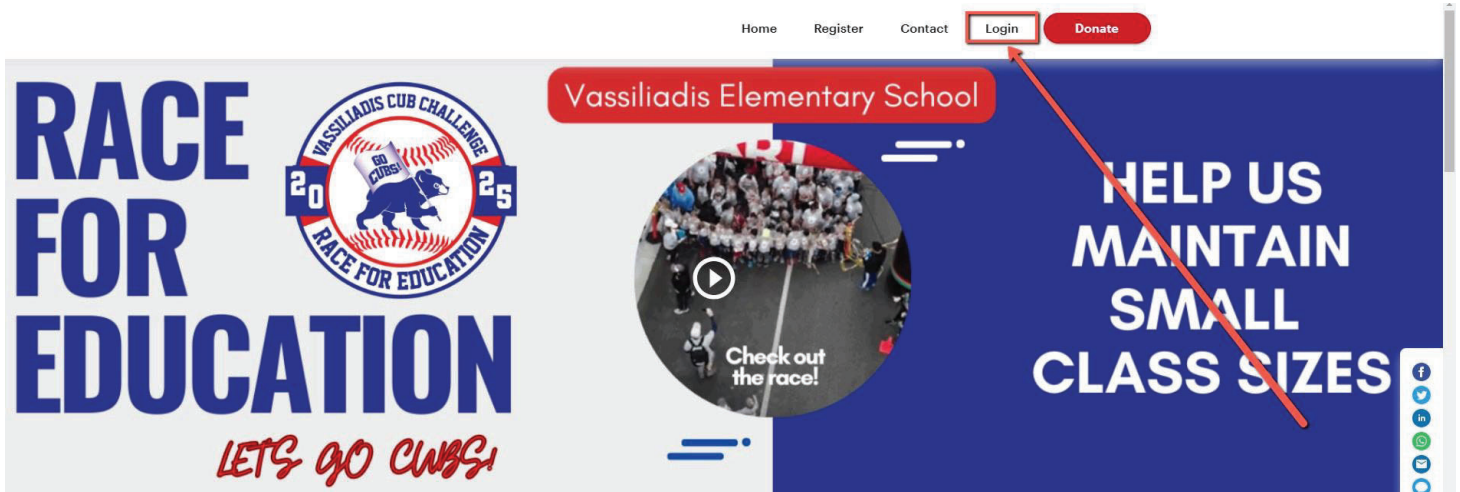 Home Register Contact Login Donate
Vassiliadis Elementary School
RACE
FOR
EDUCATION
LETS GO CUBS!
VASSILIADIS CUB CHALLENGE
GO
CUBS!
20 25
RACE FOR EDUCATION
Check out
the race!
HELP US
MAINTAIN
SMALL
CLASS SIZES